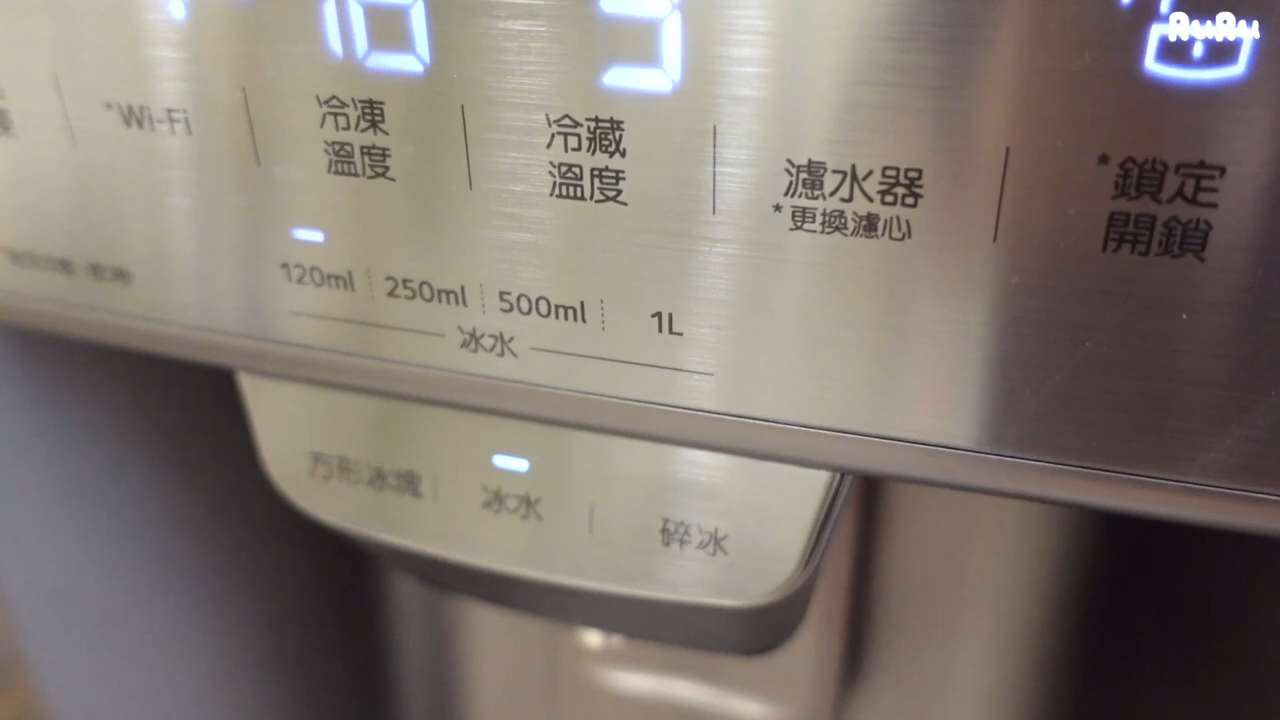 RuRu
*Wi-Fi
冷凍
溫度
冷藏
溫度
濾水器
*更換濾心
*鎖定
開鎖
120ml 250ml 500ml 1L
冰水
方形冰塊 冰水 碎冰